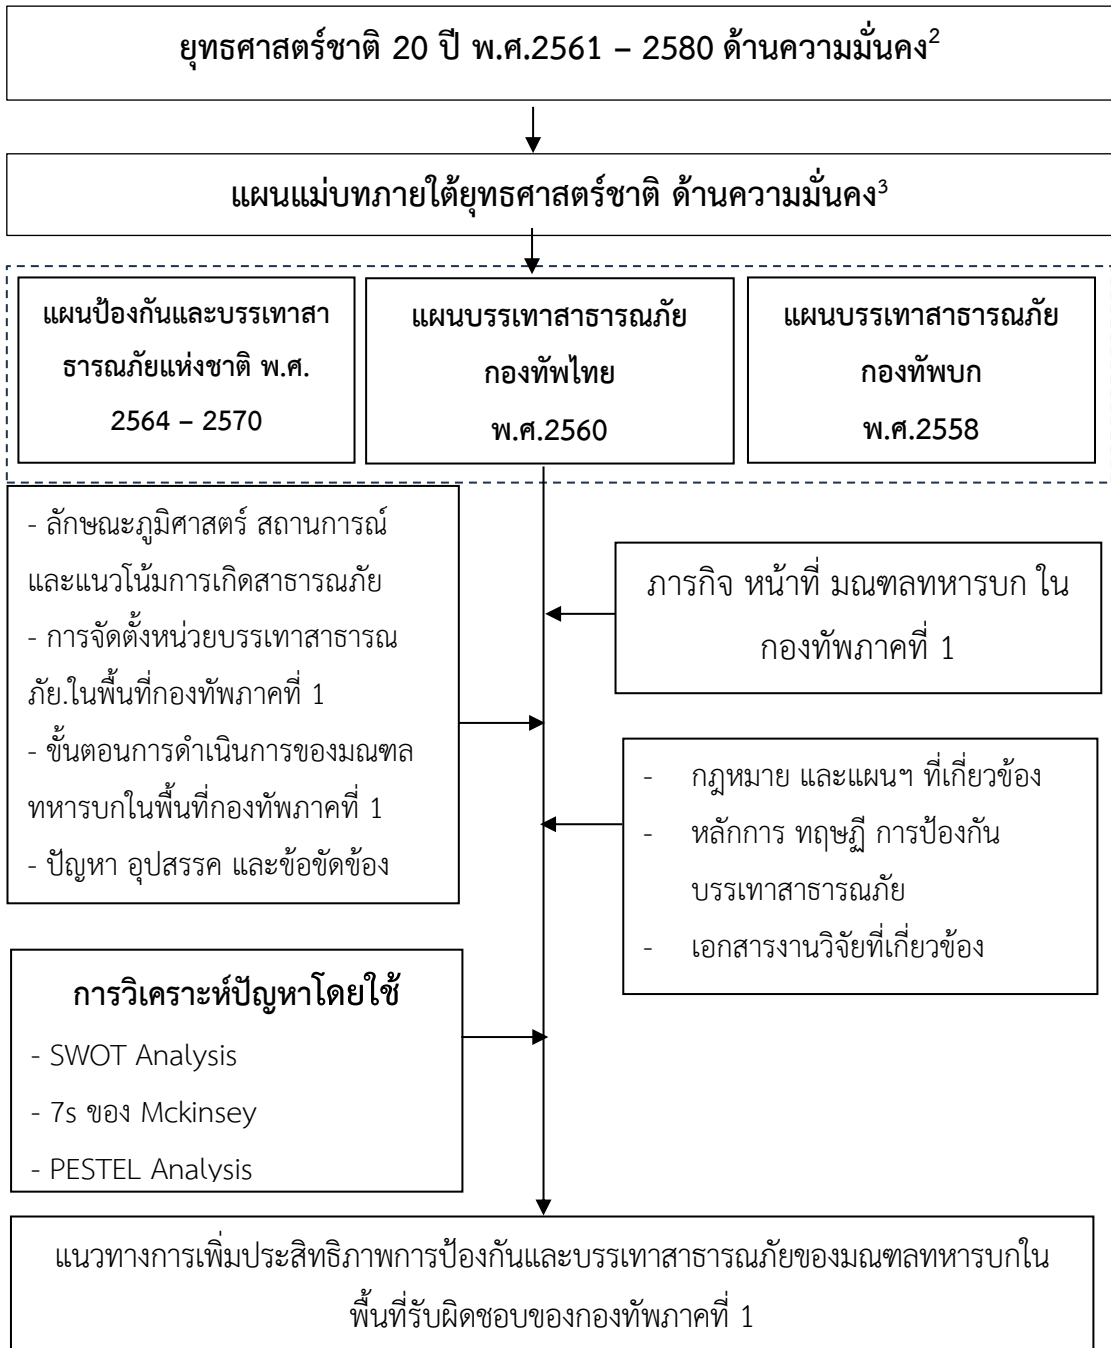 ยุทธศาสตร์ชาติ 20 ปี พ.ศ.2561 – 2580 ด้านความมั่นคง²
แผนแม่บทภายใต้ยุทธศาสตร์ชาติ ด้านความมั่นคง³
แผนป้องกันและบรรเทาสา
ธารณภัยแห่งชาติ พ.ศ.
2564 – 2570
แผนบรรเทาสาธารณภัย
กองทัพไทย
พ.ศ.2560
แผนบรรเทาสาธารณภัย
กองทัพบก
พ.ศ.2558
- ลักษณะภูมิศาสตร์ สถานการณ์
และแนวโน้มการเกิดสาธารณภัย
- การจัดตั้งหน่วยบรรเทาสาธารณ
ภัย.ในพื้นที่กองทัพภาคที่ 1
- ขั้นตอนการดำเนินการของมณฑล
ทหารบกในพื้นที่กองทัพภาคที่ 1
- ปัญหา อุปสรรค และข้อขัดข้อง
ภารกิจ หน้าที่ มณฑลทหารบก ใน
กองทัพภาคที่ 1
- กฎหมาย และแผนฯ ที่เกี่ยวข้อง
- หลักการ ทฤษฏี การป้องกัน
บรรเทาสาธารณภัย
- เอกสารงานวิจัยที่เกี่ยวข้อง
การวิเคราะห์ปัญหาโดยใช้
- SWOT Analysis
- 7s ของ Mckinsey
- PESTEL Analysis
แนวทางการเพิ่มประสิทธิภาพการป้องกันและบรรเทาสาธารณภัยของมณฑลทหารบกใน
พื้นที่รับผิดชอบของกองทัพภาคที่ 1